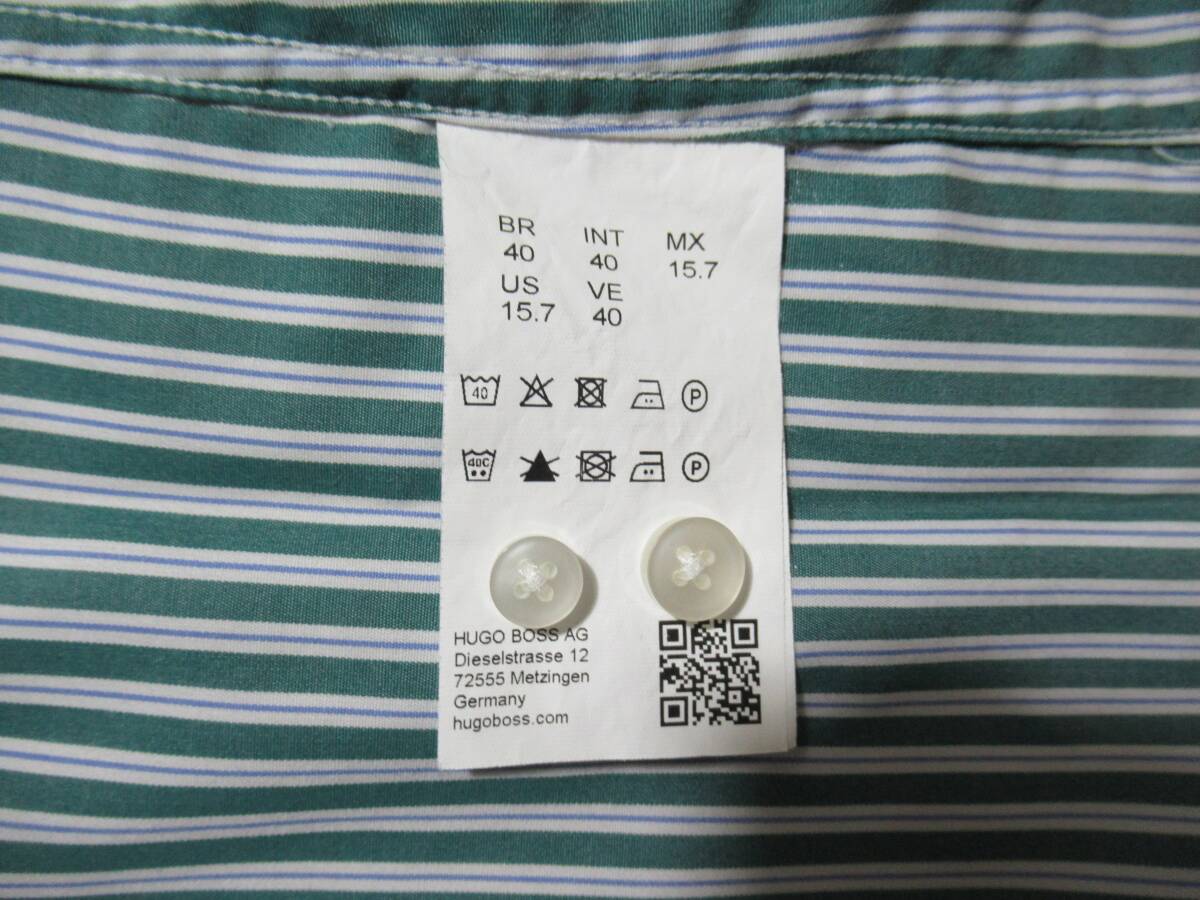 BR INT MX
40 40 15.7
US VE
15.7 40
40 P
40C P
HUGO BOSS AG
Dieselstrasse 12
72555 Metzingen
Germany
hugoboss.com